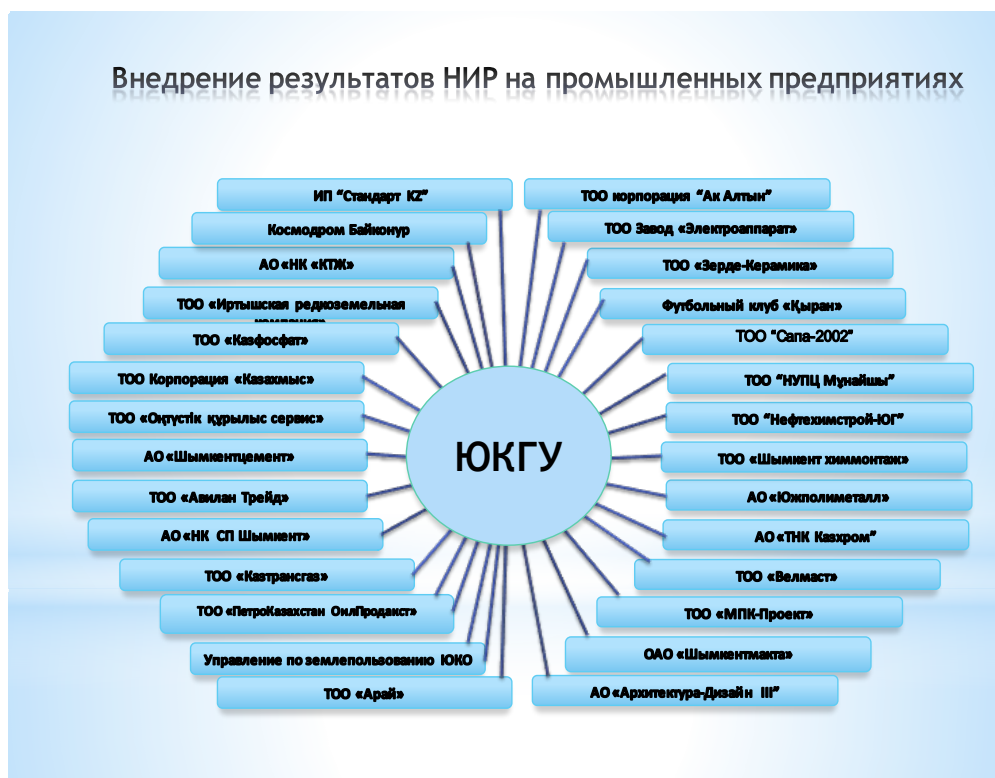 Внедрение результатов НИР на промышленных предприятиях
ИП “Стандарт KZ”
Космодром Байконур
АО «НК «КТЖ»
ТОО «Иртышская редкоземельная
ТОО «Казфосфат»
ТОО Корпорация «Казахмыс»
ТОО «Оңтүстік құрылыс сервис»
АО «Шымкентцемент»
ТОО «Авилан Трейд»
АО «НК СП Шымкент»
ТОО «Казтрансгаз»
ТОО «ПетроКазахстан ОилПродакст»
Управление по землепользованию ЮКО
ТОО «Арай»
ЮКГУ
ТОО корпорация “Ак Алтын”
ТОО Завод «Электроаппарат»
ТОО «Зерде-Керамика»
Футбольный клуб «Қыран»
ТОО “Сапа-2002”
ТОО “НУПЦ Мұнайшы”
ТОО “Нефтехимстрой-ЮГ”
ТОО «Шымкент химмонтаж»
АО «Южполиметалл»
АО «ТНК Казхром”
ТОО «Велмаст»
ТОО «МПК-Проект»
ОАО «Шымкентмакта»
АО «Архитектура-Дизайн III”